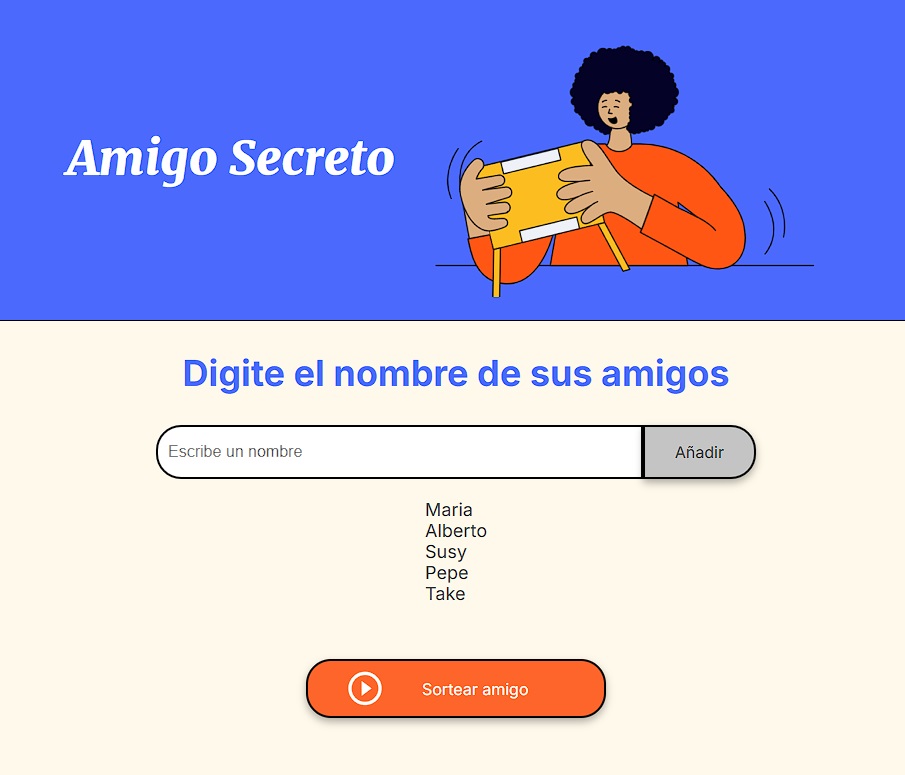 Amigo Secreto
Digite el nombre de sus amigos
Escribe un nombre
Añadir
Maria
Alberto
Susy
Pepe
Take
Sortear amigo